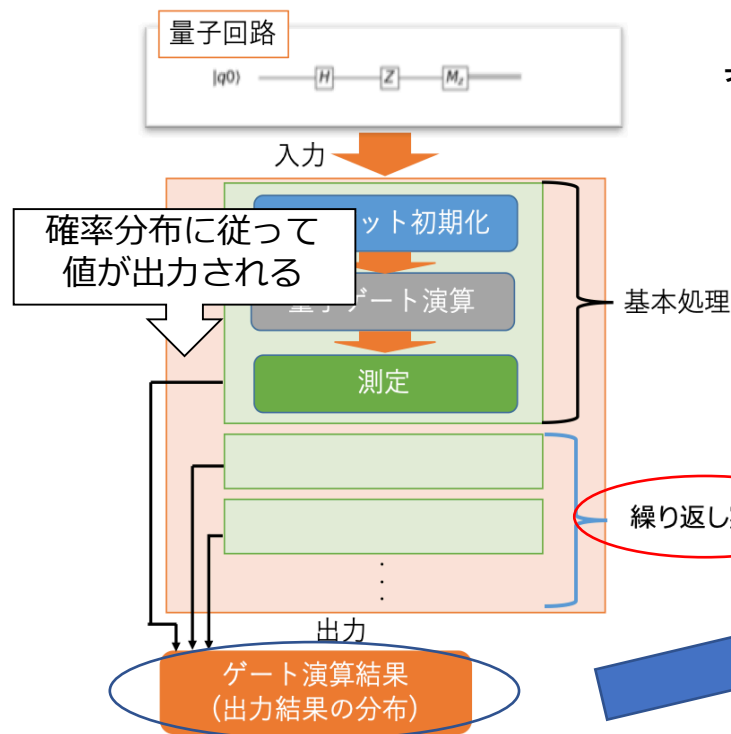 量子回路
|q0⟩ H Z M_z
入力
確率分布に従って
値が出力される
ット初期化
量子ゲート演算
測定
基本処理
繰り返し
⋮
出力
ゲート演算結果
(出力結果の分布)